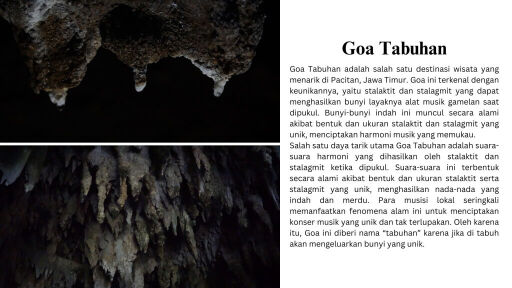 Goa Tabuhan
Goa Tabuhan adalah salah satu destinasi wisata yang
menarik di Pacitan, Jawa Timur. Goa ini terkenal dengan
keunikannya, yaitu stalaktit dan stalagmit yang dapat
menghasilkan bunyi layaknya alat musik gamelan saat
dipukul. Bunyi-bunyi indah ini muncul secara alami
akibat bentuk dan ukuran stalaktit dan stalagmit yang
unik, menciptakan harmoni musik yang memukau.
Salah satu daya tarik utama Goa Tabuhan adalah suara-
suara harmoni yang dihasilkan oleh stalaktit dan
stalagmit ketika dipukul. Suara-suara ini terbentuk
secara alami akibat bentuk dan ukuran stalaktit serta
stalagmit yang unik, menghasilkan nada-nada yang
indah dan merdu. Para musisi lokal seringkali
memanfaatkan fenomena alam ini untuk menciptakan
konser musik yang unik dan tak terlupakan. Oleh karena
itu, Goa ini diberi nama “tabuhan” karena jika di tabuh
akan mengeluarkan bunyi yang unik.